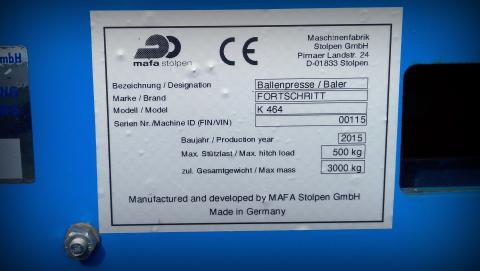 mafa stolpen
CE
Maschinenfabrik
Stolpen GmbH
Pirnaer Landstr. 24
D-01833 Stolpen
Bezeichnung / Designation Ballenpresse / Baler
Marke / Brand FORTSCHRITT
Modell / Model K 464
Serien Nr./Machine ID (FIN/VIN) 00115
Baujahr / Production year 2015
Max. Stützlast / Max. hitch load 500 kg
zul. Gesamtgewicht / Max mass 3000 kg
Manufactured and developed by MAFA Stolpen GmbH
Made in Germany